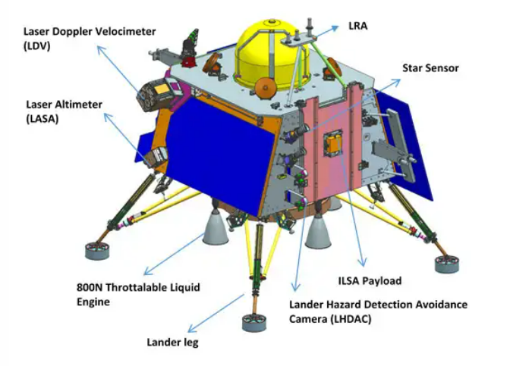 Laser Doppler Velocimeter
(LDV)
LRA
Star Sensor
Laser Altimeter
(LASA)
800N Throttalable Liquid
Engine
ILSA Payload
Lander Hazard Detection Avoidance
Camera (LHDAC)
Lander leg